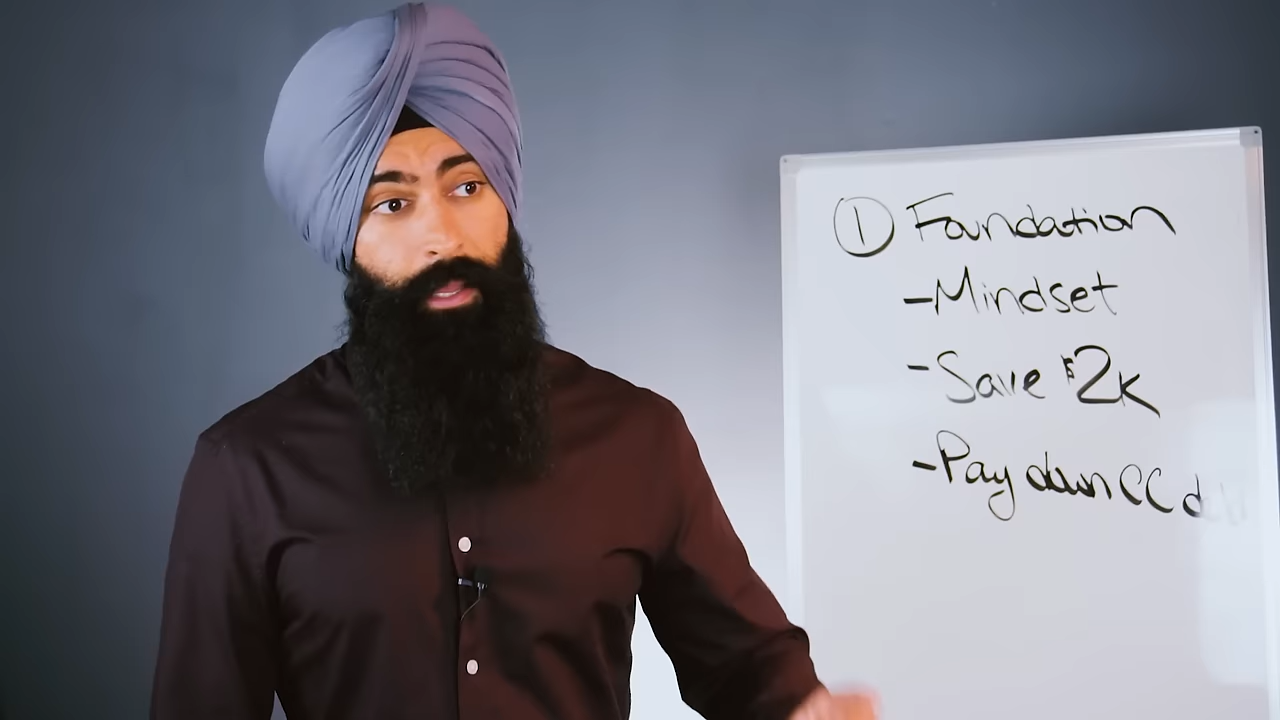 ① Foundation
- Mindset
- Save $2k
- Pay down CC